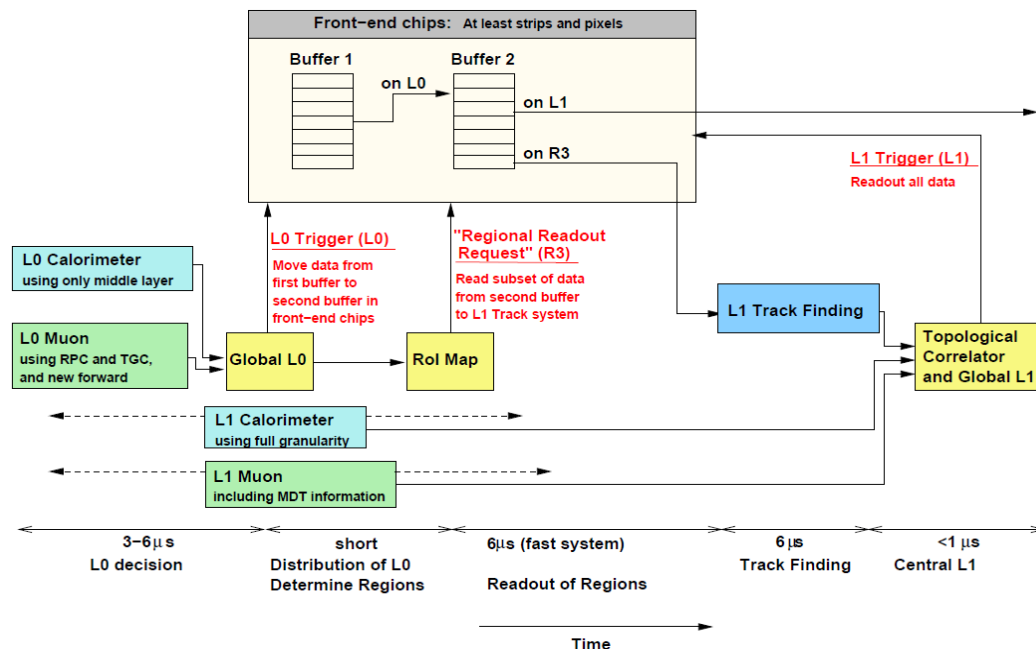 Front−end chips: At least strips and pixels
Buffer 1
Buffer 2
on L0
on L1
on R3
L1 Trigger (L1)
Readout all data
L0 Trigger (L0)
Move data from
first buffer to
second buffer in
front−end chips
"Regional Readout
Request" (R3)
Read subset of data
from second buffer
to L1 Track system
L0 Calorimeter
using only middle layer
L0 Muon
using RPC and TGC,
and new forward
Global L0
RoI Map
L1 Track Finding
Topological
Correlator
and Global L1
L1 Calorimeter
using full granularity
L1 Muon
including MDT information
3−6μs
L0 decision
short
Distribution of L0
Determine Regions
6μs (fast system)
Readout of Regions
6μs
Track Finding
<1 μs
Central L1
Time